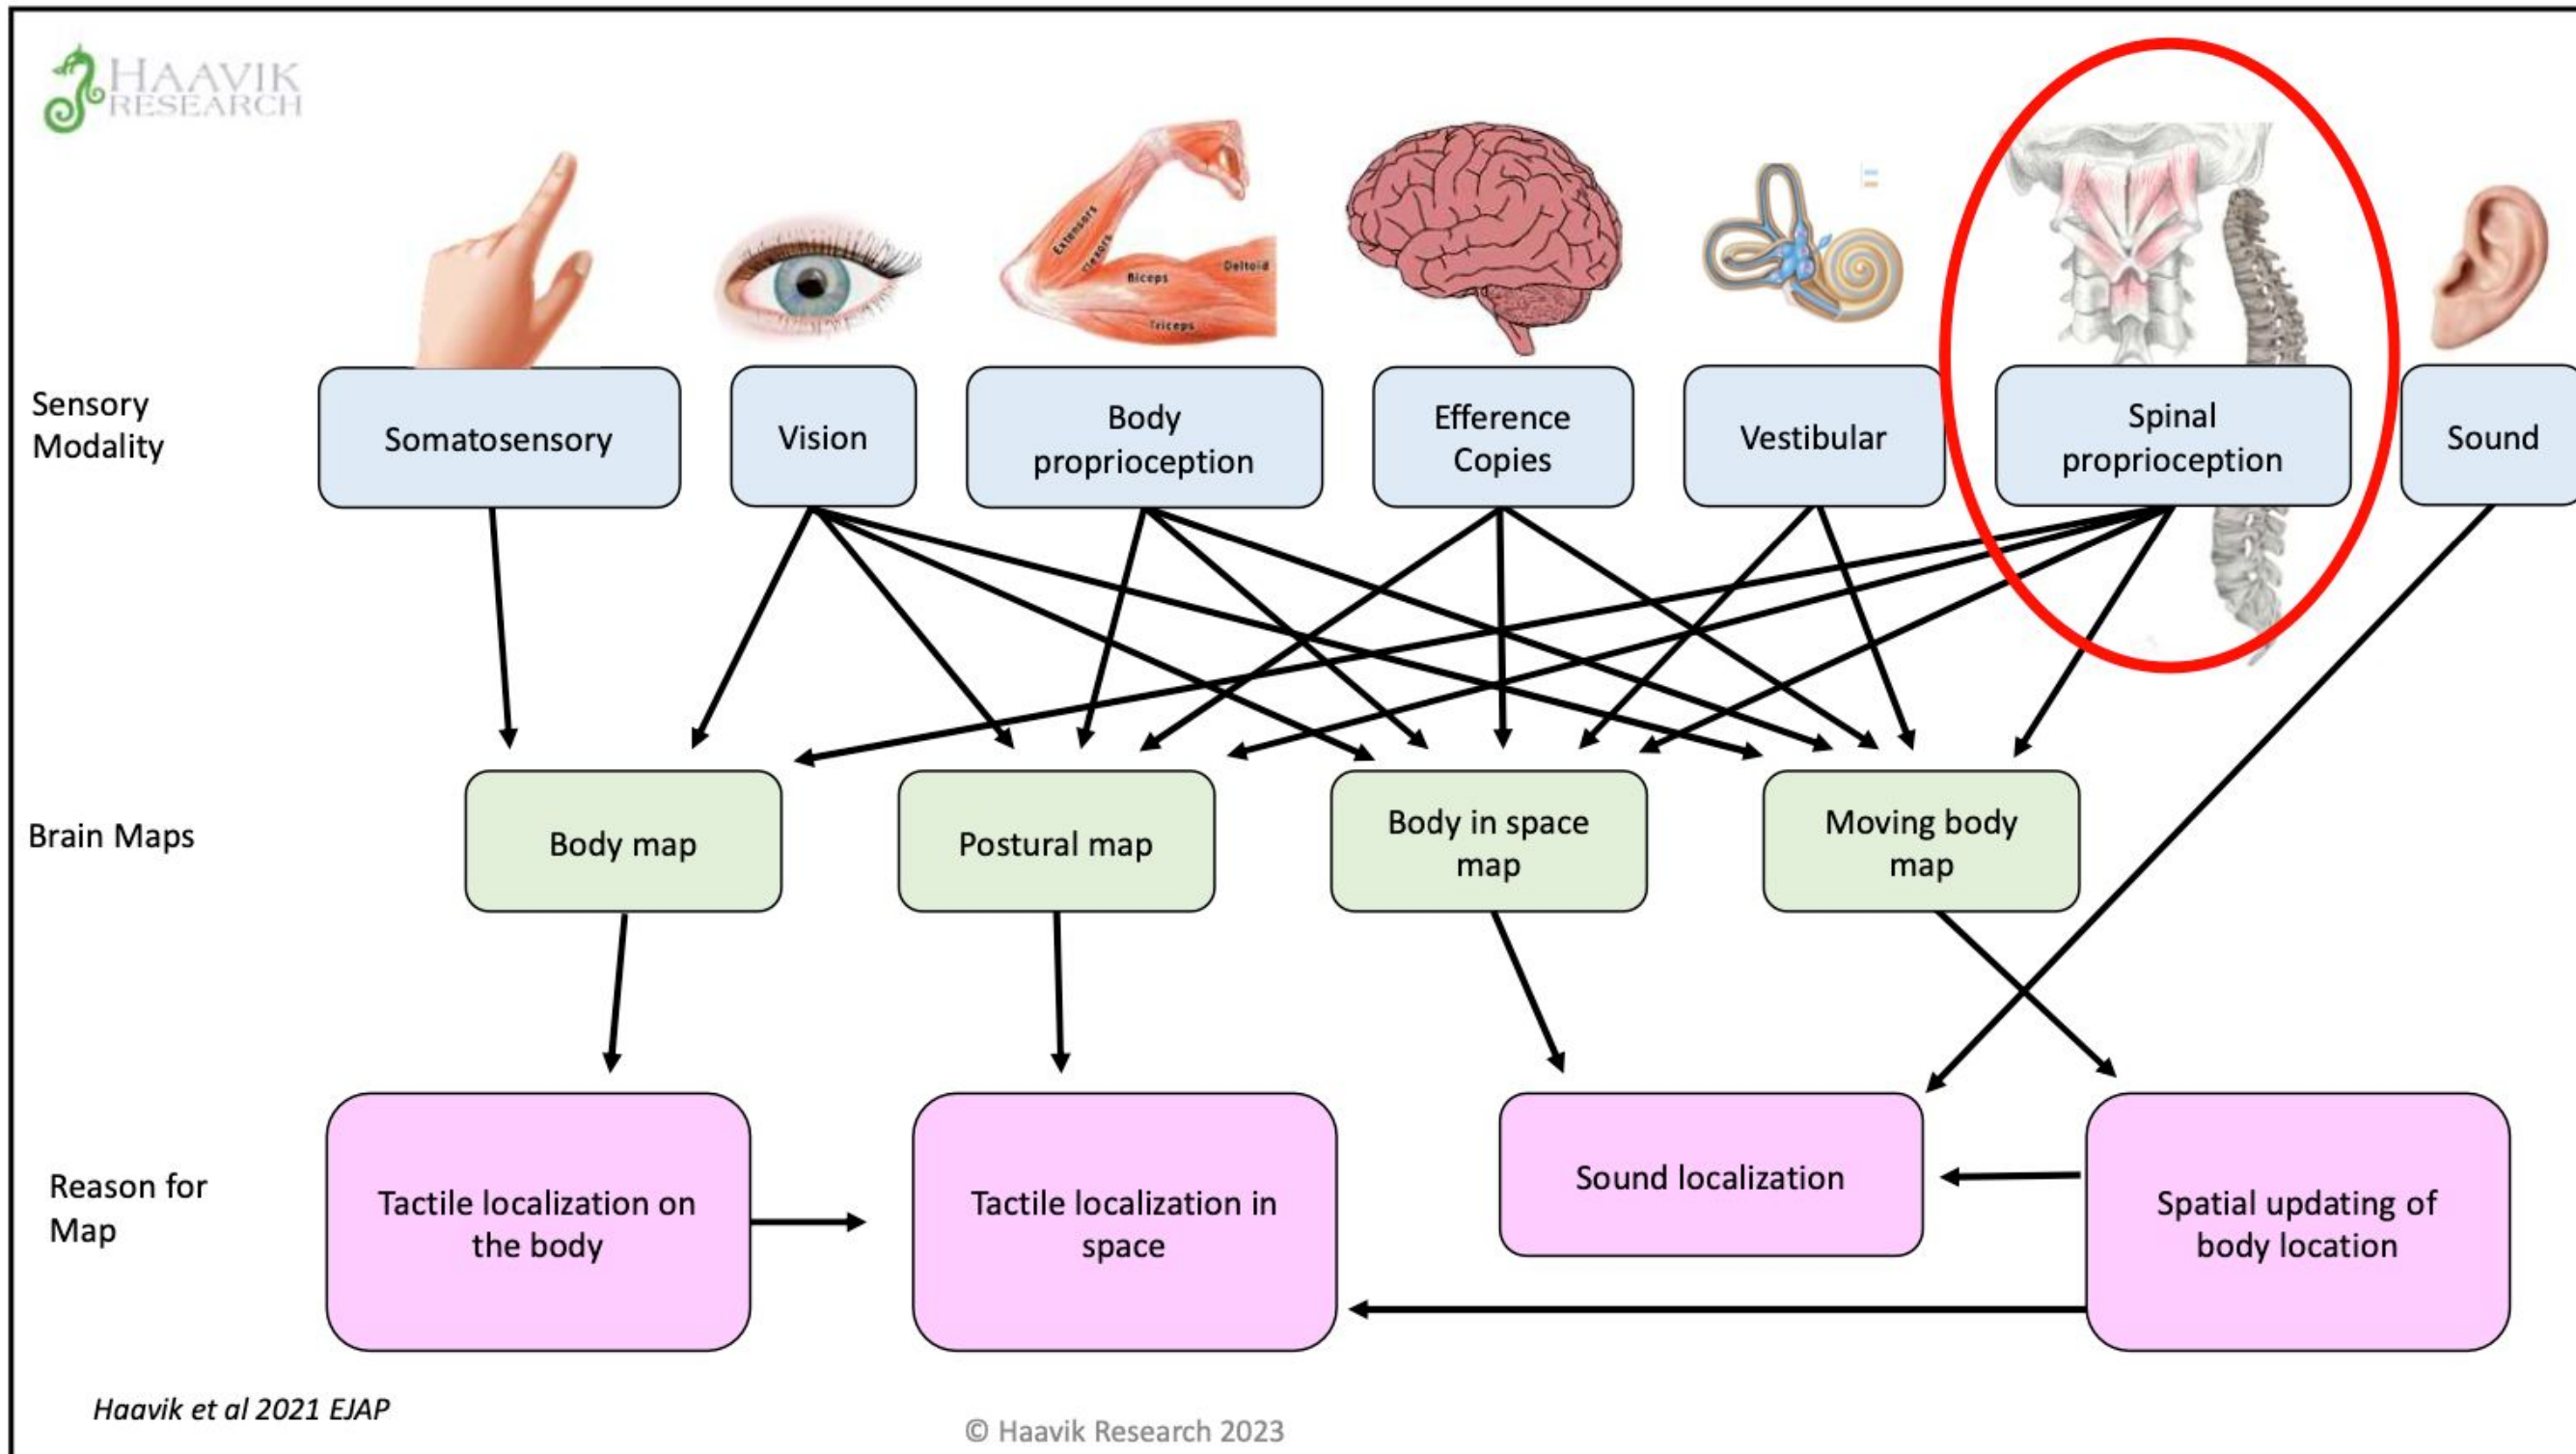 HAAVIK
RESEARCH
Extensors
Flexors
Biceps
Deltoid
Triceps
Sensory
Modality
Somatosensory
Vision
Body
proprioception
Efference
Copies
Vestibular
Spinal
proprioception
Sound
Brain Maps
Body map
Postural map
Body in space
map
Moving body
map
Reason for
Map
Tactile localization on
the body
Tactile localization in
space
Sound localization
Spatial updating of
body location
Haavik et al 2021 EJAP
© Haavik Research 2023